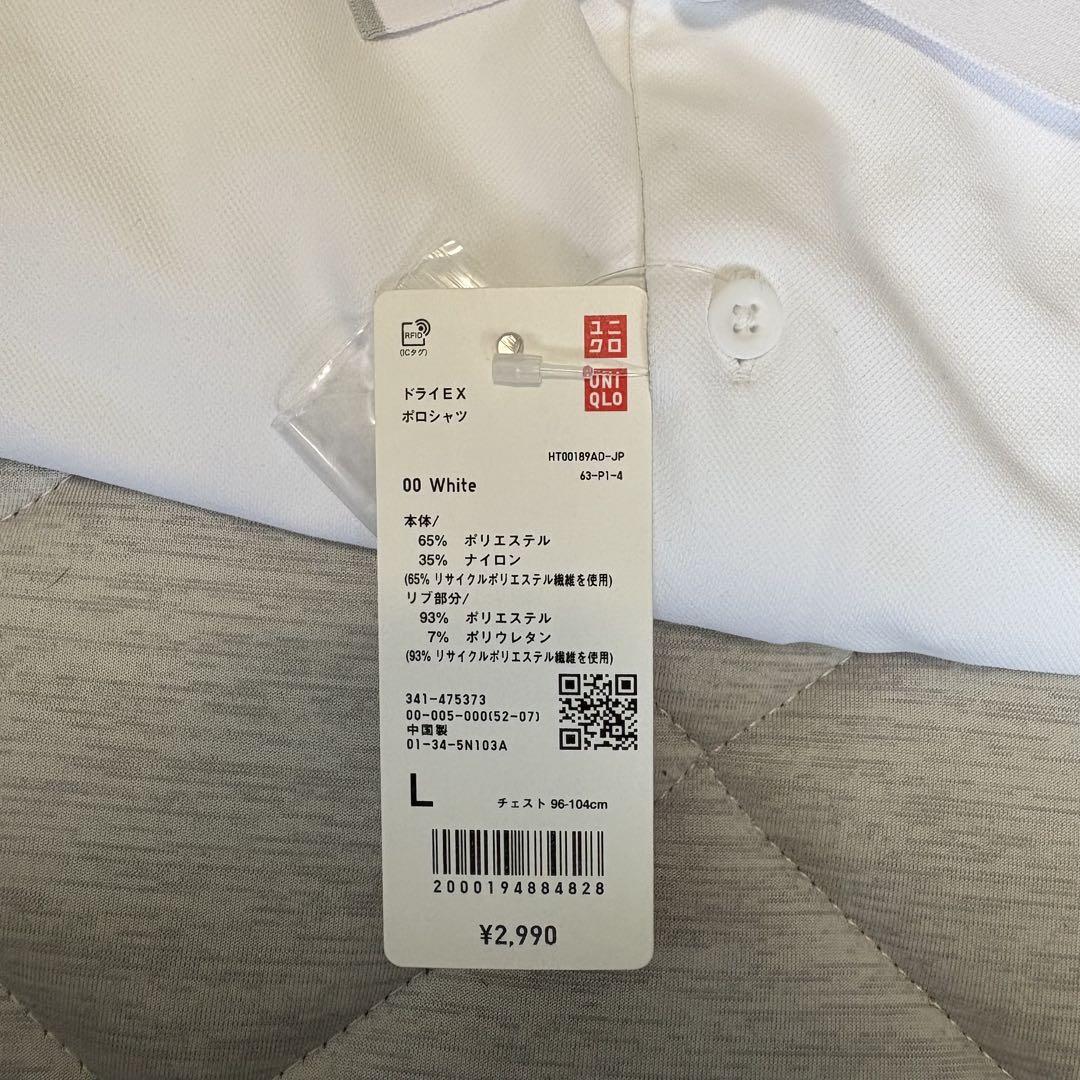 RFID
(ICタグ)
ユニ
クロ
UNI
QLO
ドライEX
ポロシャツ
HT00189AD-JP
63-P1-4
00 White
本体/
65% ポリエステル
35% ナイロン
(65% リサイクルポリエステル繊維を使用)
リブ部分/
93% ポリエステル
7% ポリウレタン
(93% リサイクルポリエステル繊維を使用)
341-475373
00-005-000(52-07)
中国製
01-34-5N103A
L チェスト 96-104cm
2000194884828
¥2,990